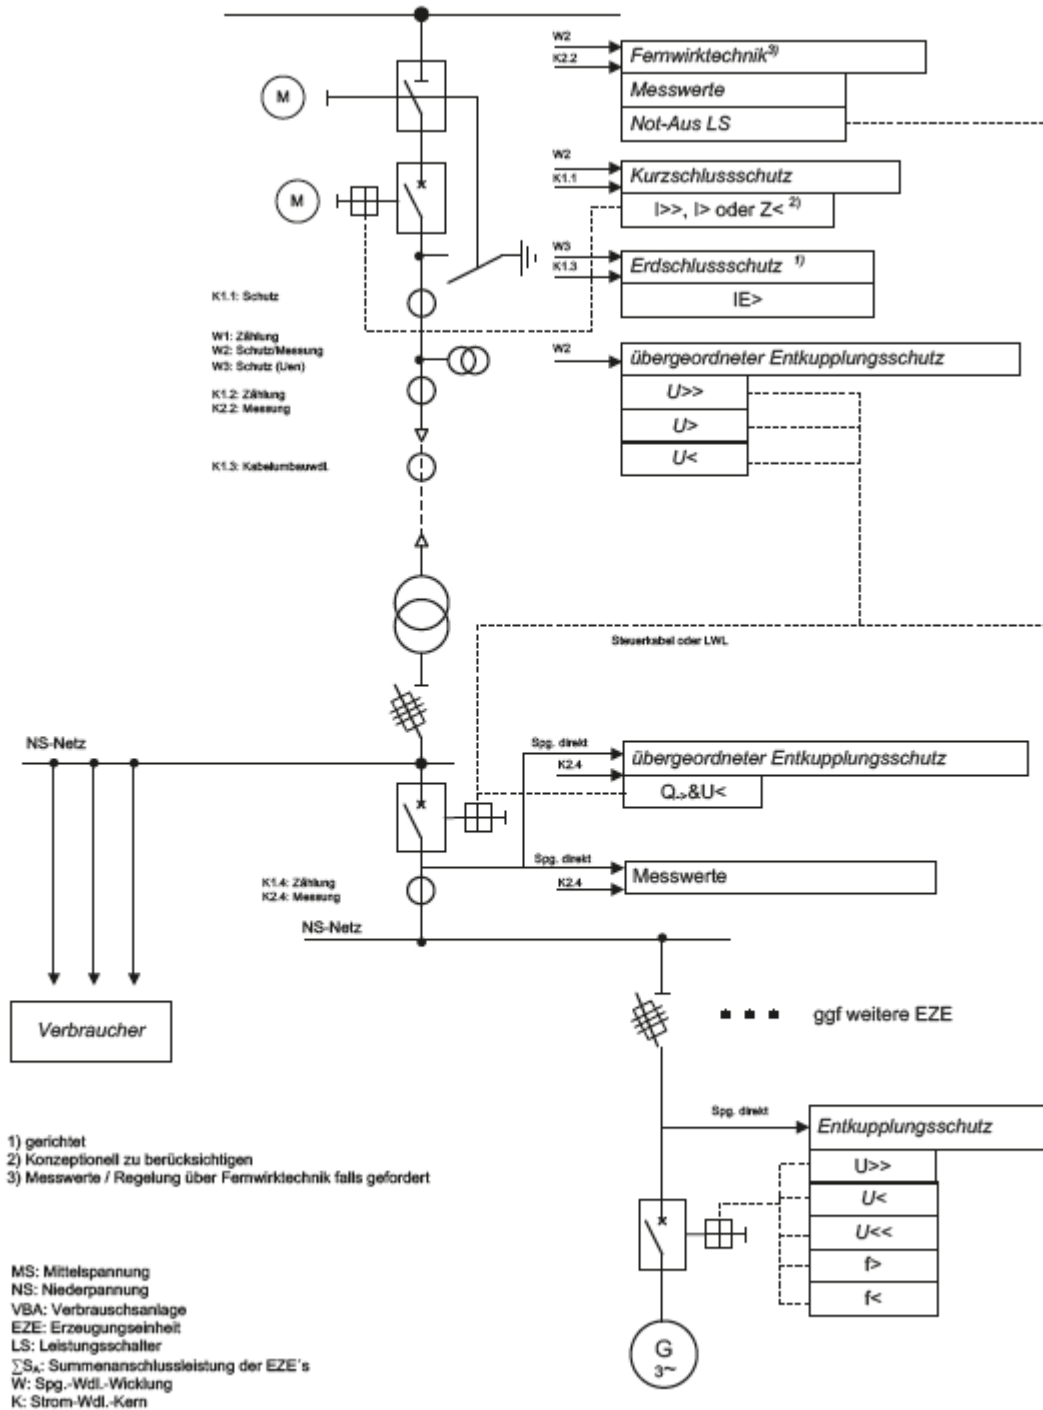 W2
K2.2
Fernwirktechnik³⁾
Messwerte
Not-Aus LS
M
W2
K1.1
Kurzschlussschutz
I>>, I> oder Z< ²⁾
M
W3
K1.3
Erdschlussschutz ¹⁾
IE>
K1.1: Schutz
W1: Zählung
W2: Schutz/Messung
W3: Schutz (Uen)
W2
übergeordneter Entkupplungsschutz
U>>
U>
U<
K1.2: Zählung
K2.2: Messung
K1.3: Kabelumbauwdl.
Steuerkabel oder LWL
NS-Netz
Spg. direkt
K2.4
übergeordneter Entkupplungsschutz
Q->&U<
Spg. direkt
K2.4
Messwerte
K1.4: Zählung
K2.4: Messung
NS-Netz
Verbraucher
ggf weitere EZE
Spg. direkt
Entkupplungsschutz
U>>
U<
U<<
f>
f<
G
3~
1) gerichtet
2) Konzeptionell zu berücksichtigen
3) Messwerte / Regelung über Fernwirktechnik falls gefordert
MS: Mittelspannung
NS: Niederpannung
VBA: Verbrauschsanlage
EZE: Erzeugungseinheit
LS: Leistungsschalter
∑Sᴀ: Summenanschlussleistung der EZE´s
W: Spg.-Wdl.-Wicklung
K: Strom-Wdl.-Kern